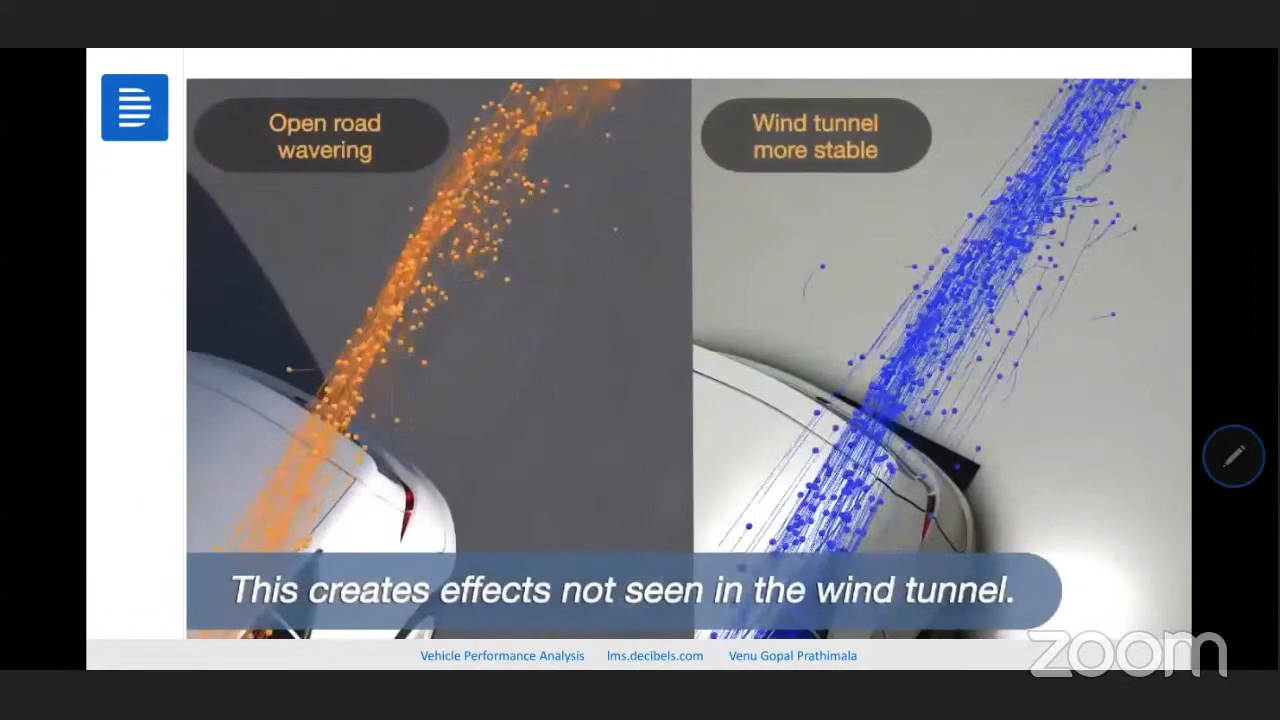 Open road
wavering
Wind tunnel
more stable
This creates effects not seen in the wind tunnel.
Vehicle Performance Analysis lms.decibels.com Venu Gopal Prathimala
zoom